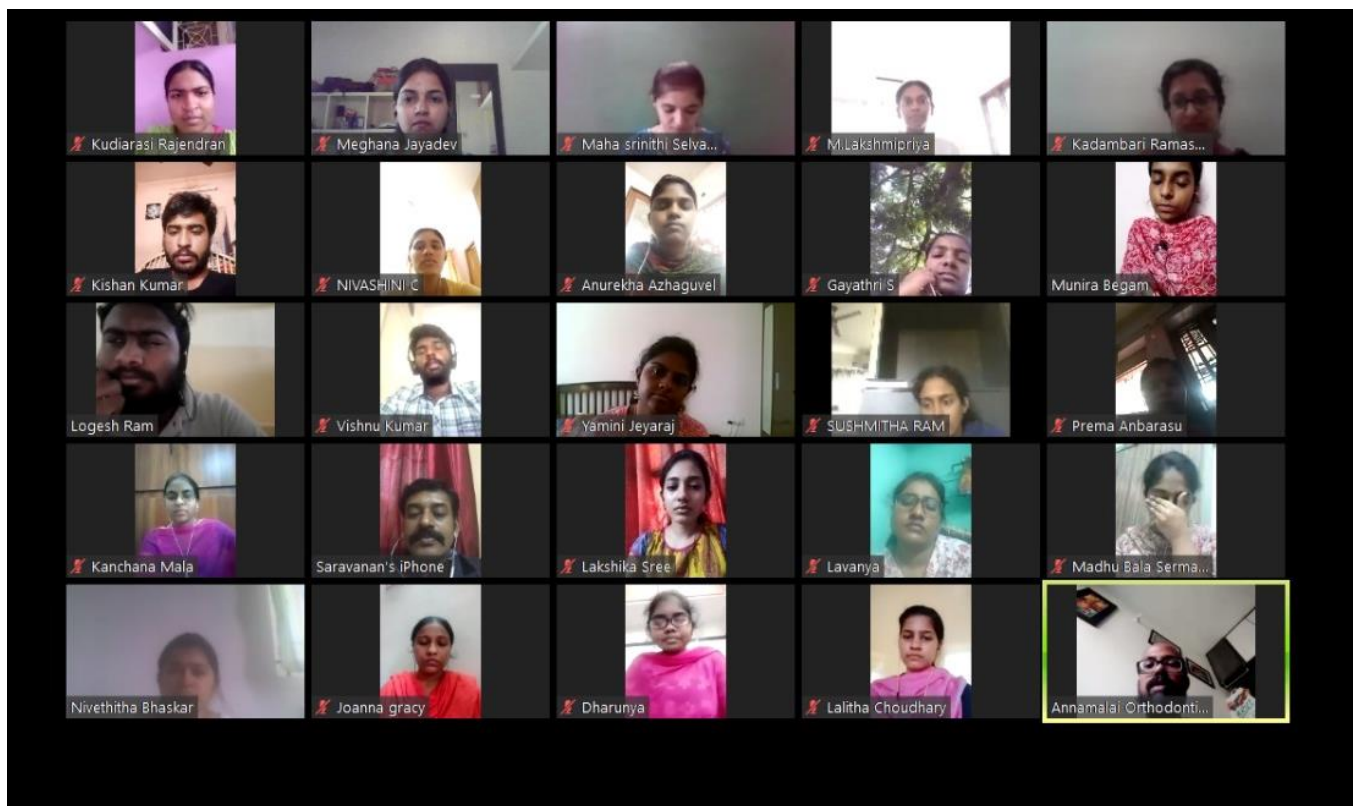 Kudiarasi Rajendran
Meghana Jayadev
Maha srinithi Selva...
M.Lakshmipriya
Kadambari Ramas...
Kishan Kumar
NIVASHINI C
Anurekha Azhaguvel
Gayathri S
Munira Begam
Logesh Ram
Vishnu Kumar
Yamini Jeyaraj
SUSHMITHA RAM
Prema Anbarasu
Kanchana Mala
Saravanan's iPhone
Lakshika Sree
Lavanya
Madhu Bala Serma...
Nivethitha Bhaskar
Joanna gracy
Dharunya
Lalitha Choudhary
Annamalai Orthodonti...